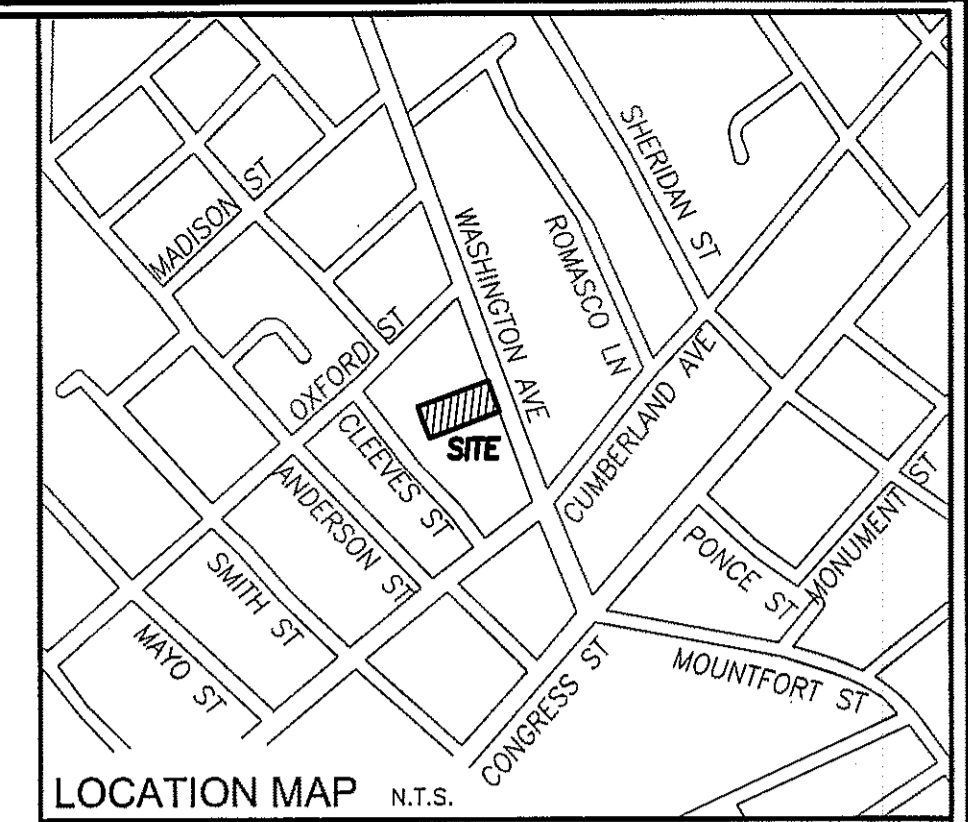 SHERIDAN ST
MADISON ST
WASHINGTON AVE
ROMASCO LN
OXFORD ST
CUMBERLAND AVE
SITE
CLEEVES ST
ANDERSON ST
MONUMENT ST
PONCE ST
SMITH ST
MAYO ST
CONGRESS ST
MOUNTFORT ST
LOCATION MAP N.T.S.